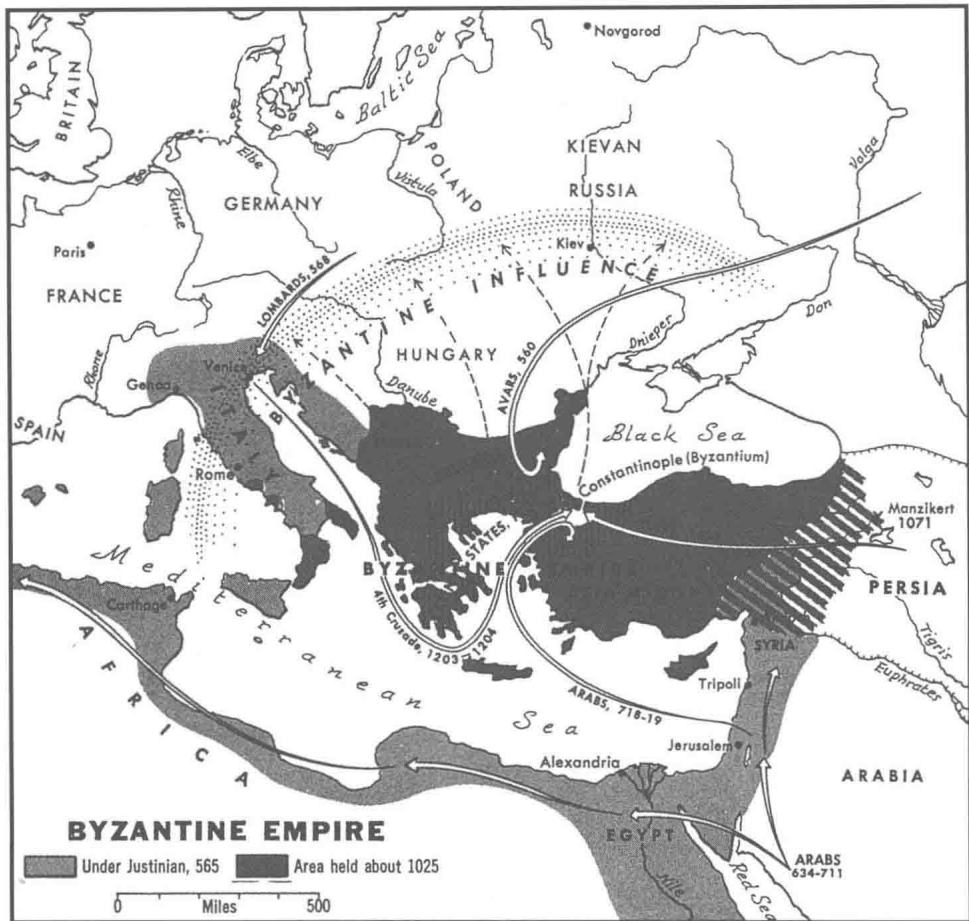 Novgorod
Baltic Sea
BRITAIN
POLAND
KIEVAN
RUSSIA
Volga
Elbe
Vistula
Rhine
GERMANY
Paris
Kiev
FRANCE
LOMBARDS, 568
BYZANTINE INFLUENCE
Don
Dnieper
HUNGARY
AVARS, 560
Rhone
Venice
Danube
Genoa
ITALY
SPAIN
Black Sea
Constantinople (Byzantium)
Rome
Manzikert
1071
STATES,
BYZANTINE EMPIRE
PERSIA
Mediterranean Sea
Carthage
4th Crusade, 1203-1204
SYRIA
Tigris
Euphrates
Tripoli
ARABS, 718-19
AFRICA
Jerusalem
Alexandria
ARABIA
EGYPT
Nile
Red Sea
ARABS
634-711
BYZANTINE EMPIRE
Under Justinian, 565
Area held about 1025
0 Miles 500